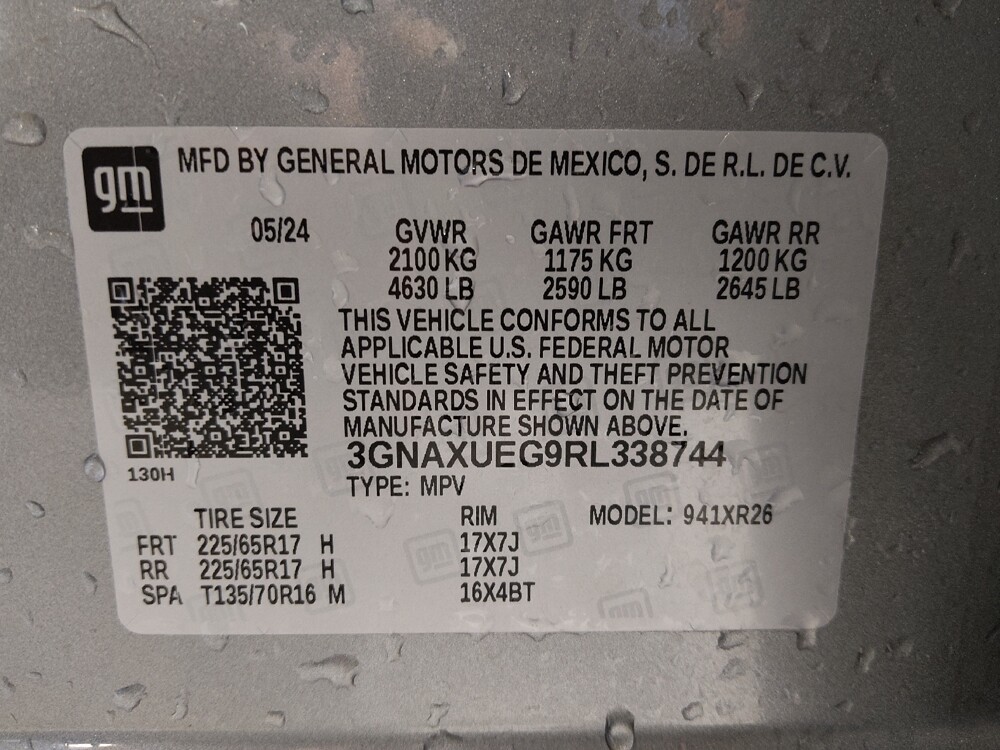 gm
MFD BY GENERAL MOTORS DE MEXICO, S. DE R.L. DE C.V.
05/24 GVWR GAWR FRT GAWR RR
2100 KG 1175 KG 1200 KG
4630 LB 2590 LB 2645 LB
THIS VEHICLE CONFORMS TO ALL
APPLICABLE U.S. FEDERAL MOTOR
VEHICLE SAFETY AND THEFT PREVENTION
STANDARDS IN EFFECT ON THE DATE OF
MANUFACTURE SHOWN ABOVE.
3GNAXUEG9RL338744
130H
TYPE: MPV
TIRE SIZE RIM MODEL: 941XR26
FRT 225/65R17 H 17X7J
RR 225/65R17 H 17X7J
SPA T135/70R16 M 16X4BT